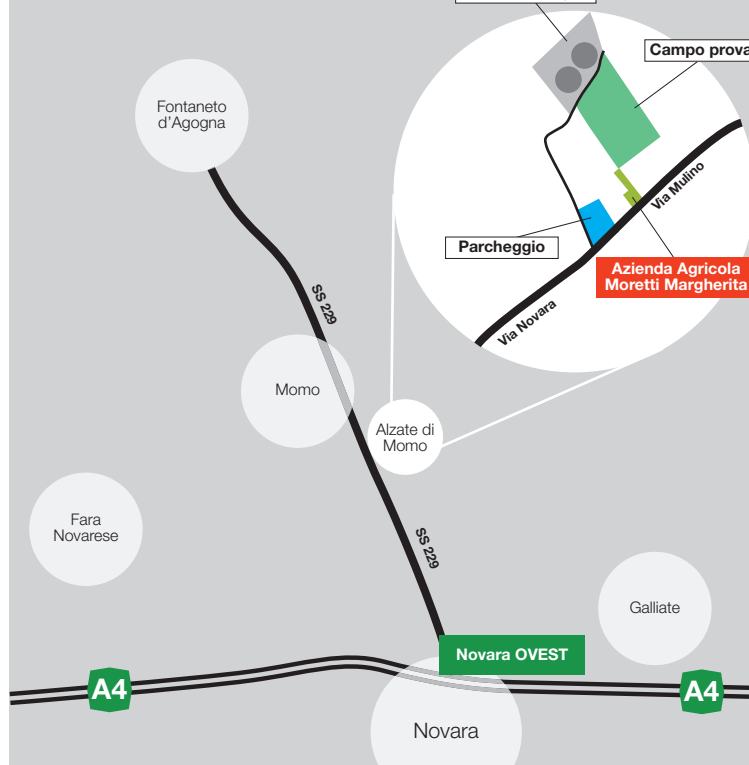 Campo prova
Fontaneto
d'Agogna
Via Mulino
Parcheggio
Azienda Agricola
Moretti Margherita
SS 229
Via Novara
Momo
Alzate di
Momo
Fara
Novarese
SS 229
Galliate
Novara OVEST
A4
A4
Novara